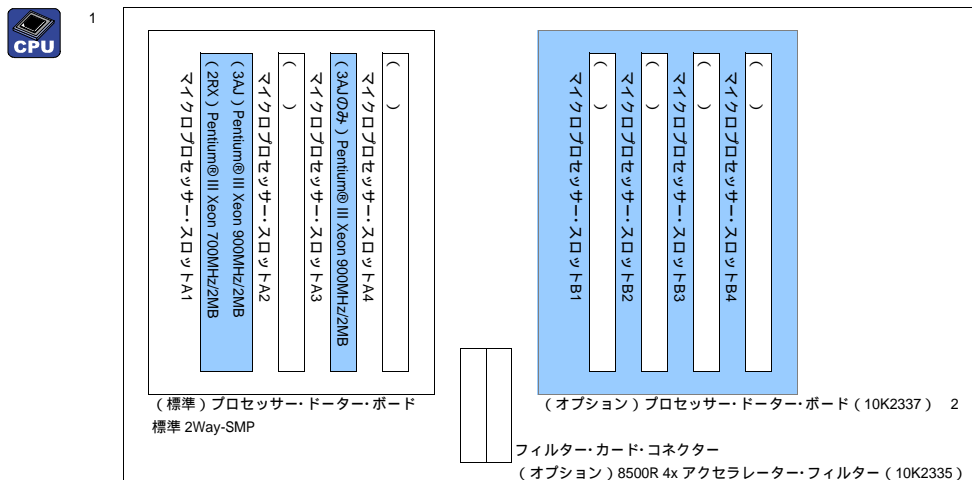 CPU
1
マイクロプロセッサー・スロットA1
( 2RX ) Pentium® III Xeon 700MHz/2MB
( 3AJ ) Pentium® III Xeon 900MHz/2MB
マイクロプロセッサー・スロットA2
( )
マイクロプロセッサー・スロットA3
( 3AJのみ ) Pentium® III Xeon 900MHz/2MB
マイクロプロセッサー・スロットA4
( )
マイクロプロセッサー・スロットB1
( )
マイクロプロセッサー・スロットB2
( )
マイクロプロセッサー・スロットB3
( )
マイクロプロセッサー・スロットB4
( )
(標準)プロセッサー・ドーター・ボード
標準 2Way-SMP
(オプション)プロセッサー・ドーター・ボード(10K2337) 2
フィルター・カード・コネクター
(オプション)8500R 4x アクセラレーター・フィルター(10K2335)